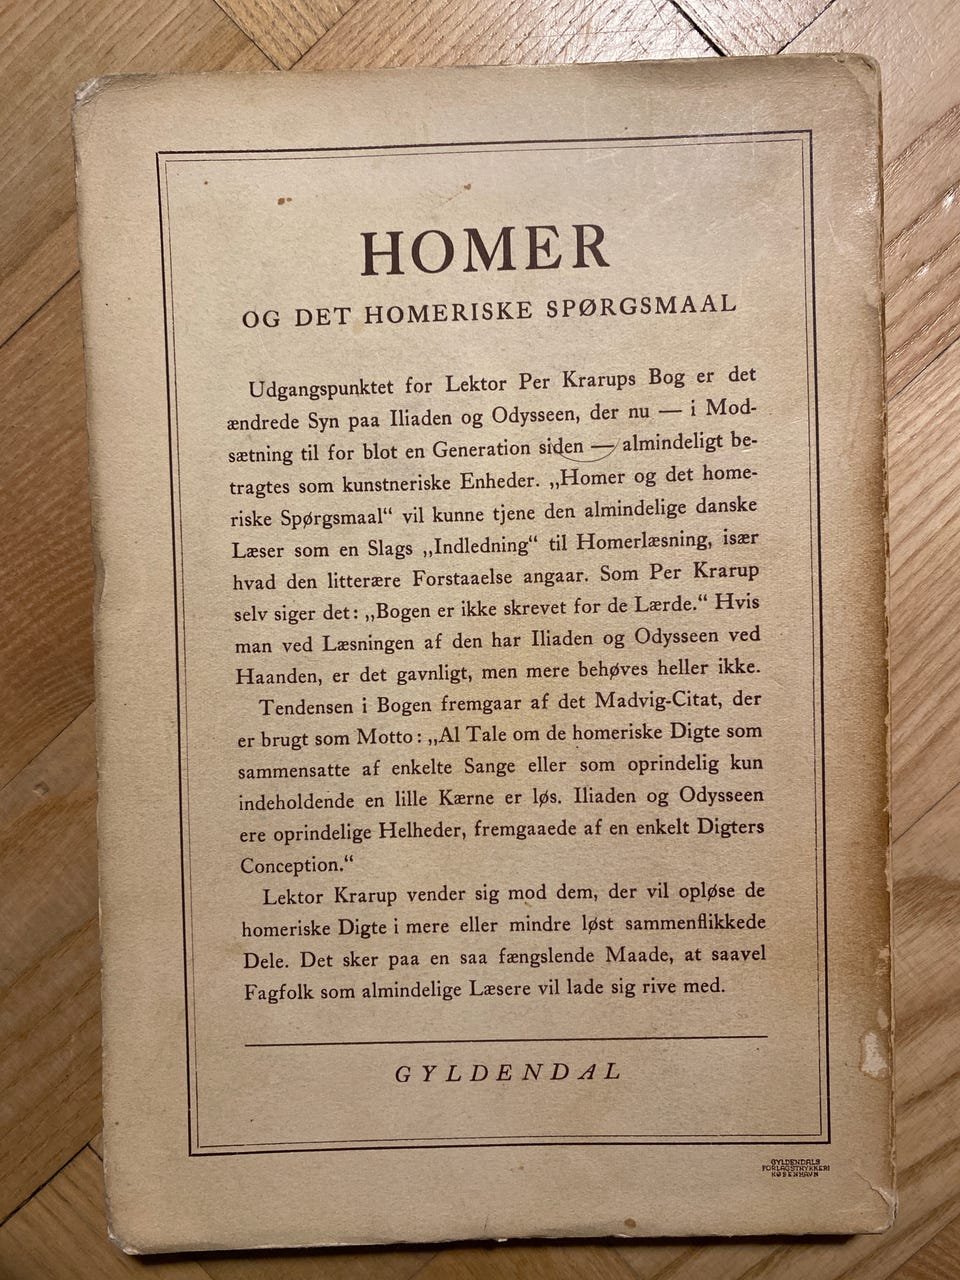 HOMER
OG DET HOMERISKE SPØRGSMAAL
Udgangspunktet for Lektor Per Krarups Bog er det
ændrede Syn paa Iliaden og Odysseen, der nu — i Mod-
sætning til for blot en Generation siden — almindeligt be-
tragtes som kunstneriske Enheder. „Homer og det home-
riske Spørgsmaal“ vil kunne tjene den almindelige danske
Læser som en Slags „Indledning“ til Homerlæsning, især
hvad den litterære Forstaaelse angaar. Som Per Krarup
selv siger det: „Bogen er ikke skrevet for de Lærde.“ Hvis
man ved Læsningen af den har Iliaden og Odysseen ved
Haanden, er det gavnligt, men mere behøves heller ikke.
Tendensen i Bogen fremgaar af det Madvig-Citat, der
er brugt som Motto: „Al Tale om de homeriske Digte som
sammensatte af enkelte Sange eller som oprindelig kun
indeholdende en lille Kærne er løs. Iliaden og Odysseen
ere oprindelige Helheder, fremgaaede af en enkelt Digters
Conception.“
Lektor Krarup vender sig mod dem, der vil opløse de
homeriske Digte i mere eller mindre løst sammenflikkede
Dele. Det sker paa en saa fængslende Maade, at saavel
Fagfolk som almindelige Læsere vil lade sig rive med.
GYLDENDAL
GYLDENDALS
FORLAGSTRYKKERI
KØBENHAVN